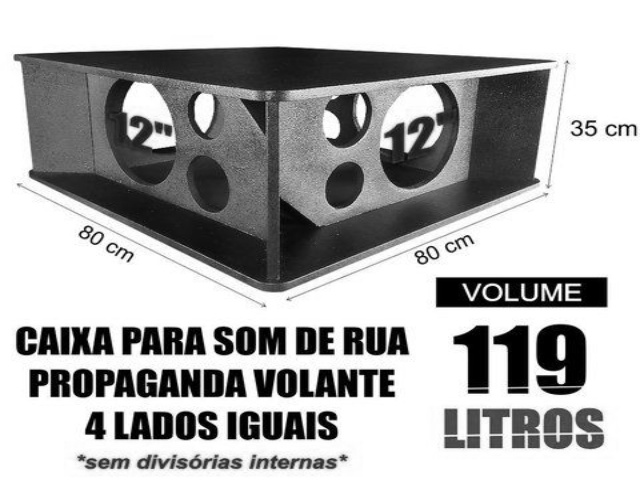 12" 12"
35 cm
80 cm 80 cm
VOLUME
119
LITROS
CAIXA PARA SOM DE RUA
PROPAGANDA VOLANTE
4 LADOS IGUAIS
*sem divisórias internas*